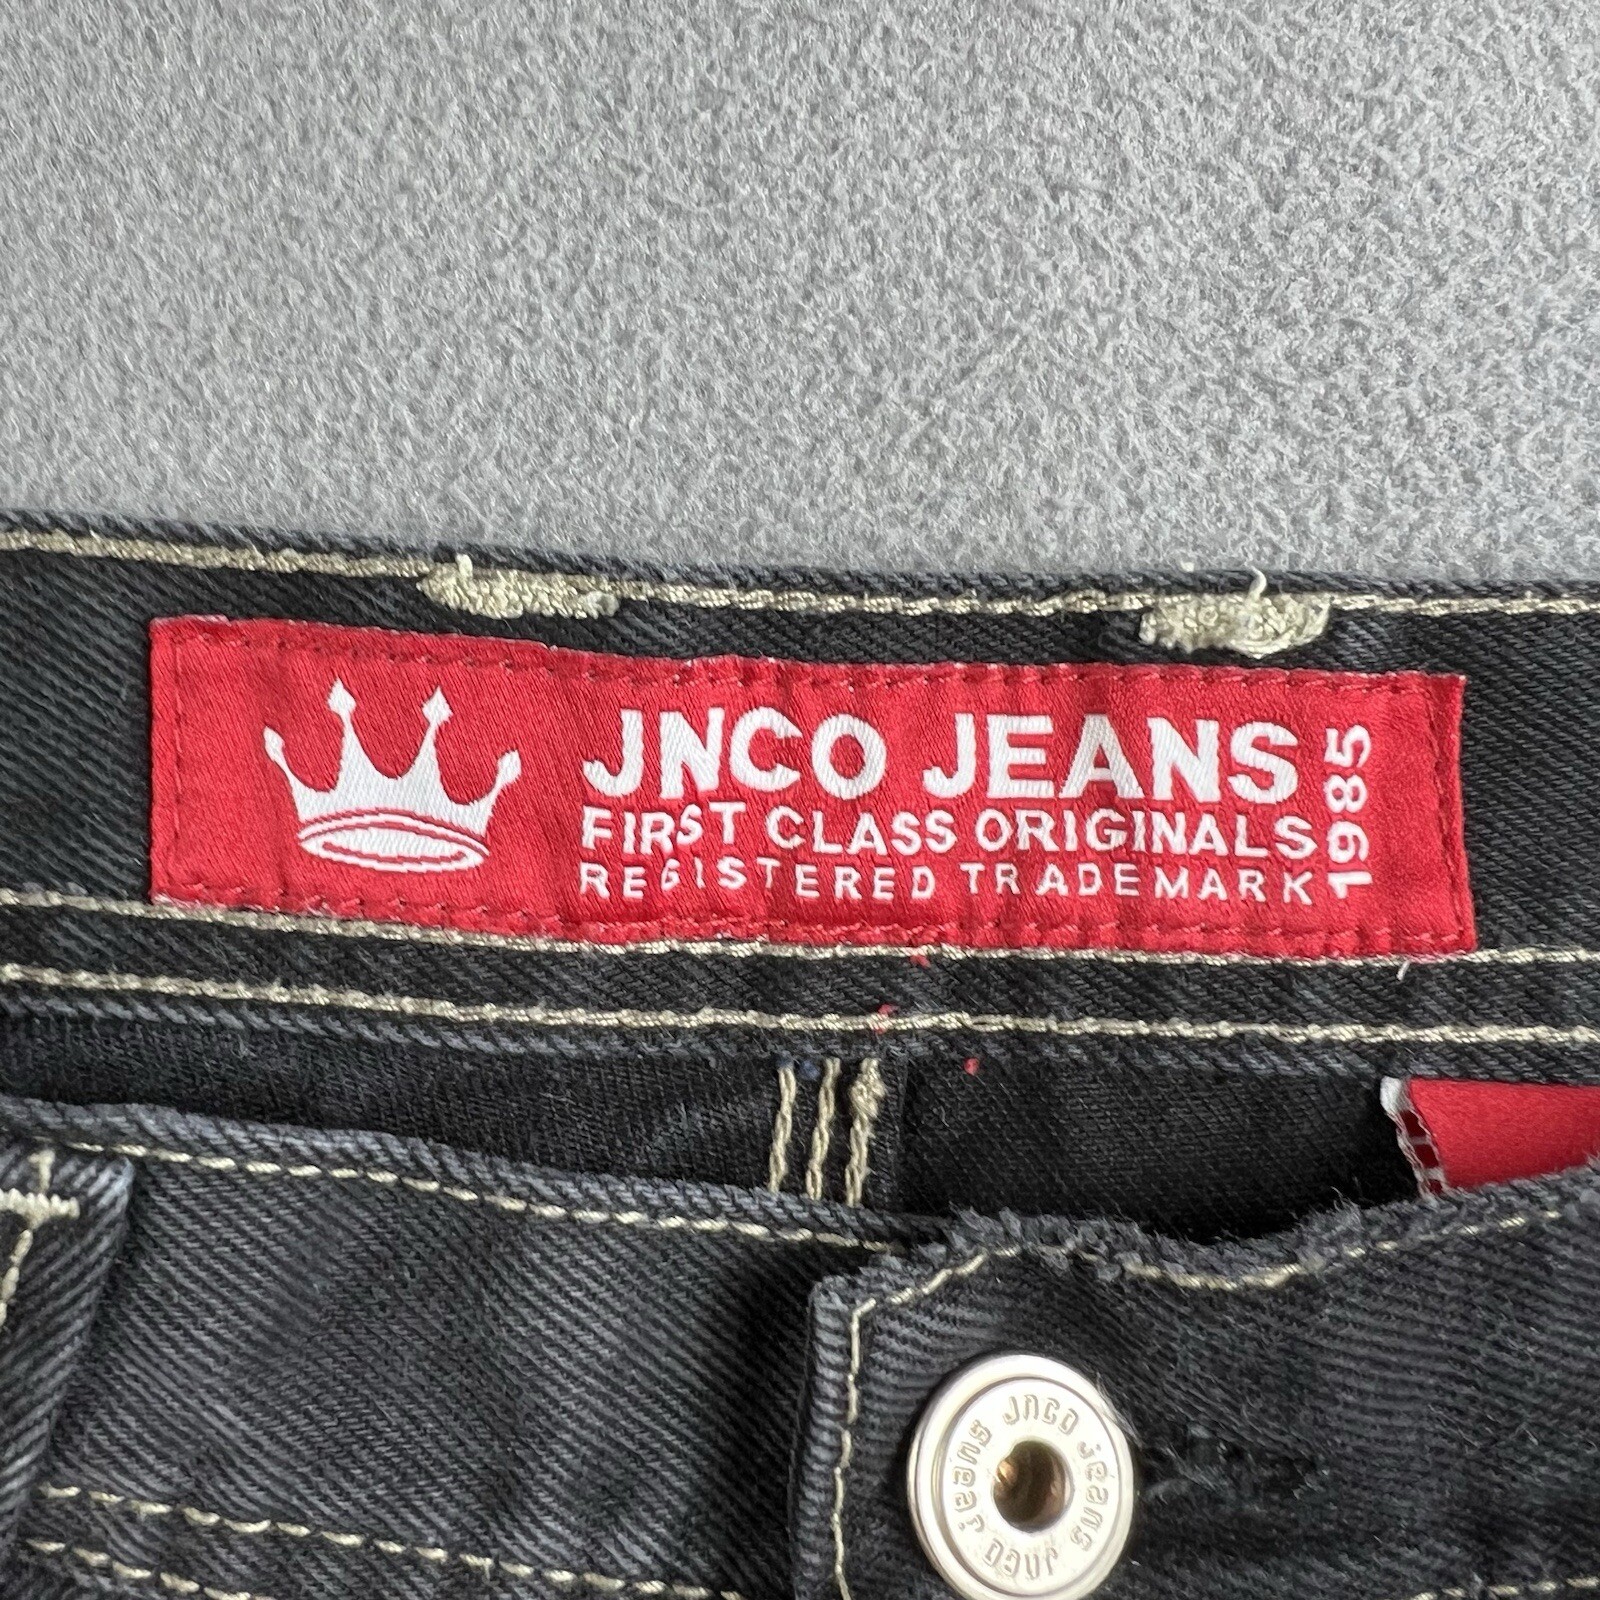 JNCO JEANS
FIRST CLASS ORIGINALS
REGISTERED TRADEMARK
1985
JNCO jeans JNCO jeans